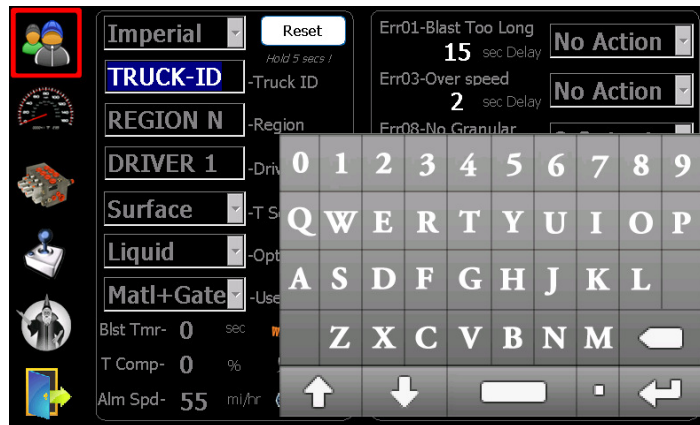 Imperial
Reset
Hold 5 secs !
TRUCK-ID -Truck ID
REGION N -Region
DRIVER 1
Surface
Liquid
Matl+Gate
Blst Tmr- 0 sec
T Comp- 0 %
Alm Spd- 55 mi/hr
Err01-Blast Too Long
15 sec Delay No Action
Err03-Over speed
2 sec Delay No Action
Err08-No Granular
0 1 2 3 4 5 6 7 8 9
Q W E R T Y U I O P
A S D F G H J K L
Z X C V B N M
.